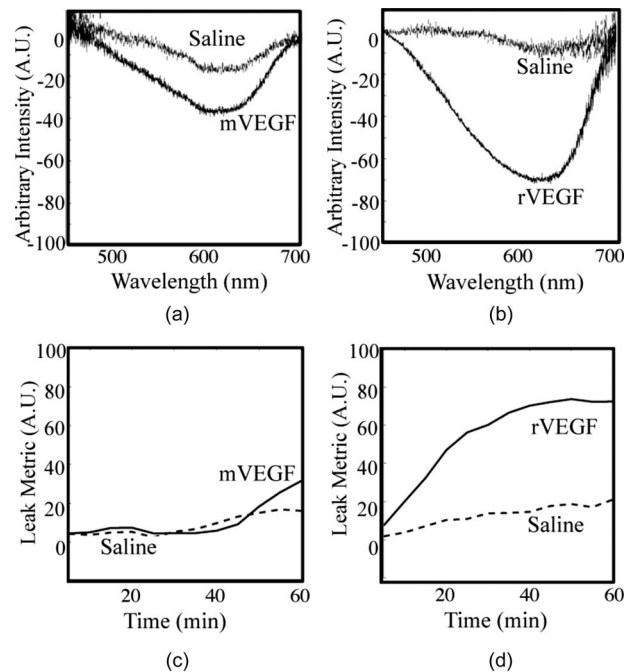 0
-20
-40
-60
-80
-100
Arbitrary Intensity (A.U.)
Saline
mVEGF
500 600 700
Wavelength (nm)
(a)
0
-20
-40
-60
-80
-100
Arbitrary Intensity (A.U.)
Saline
rVEGF
500 600 700
Wavelength (nm)
(b)
100
80
60
40
20
0
Leak Metric (A.U.)
mVEGF
Saline
20 40 60
Time (min)
(c)
100
80
60
40
20
0
Leak Metric (A.U.)
rVEGF
Saline
20 40 60
Time (min)
(d)